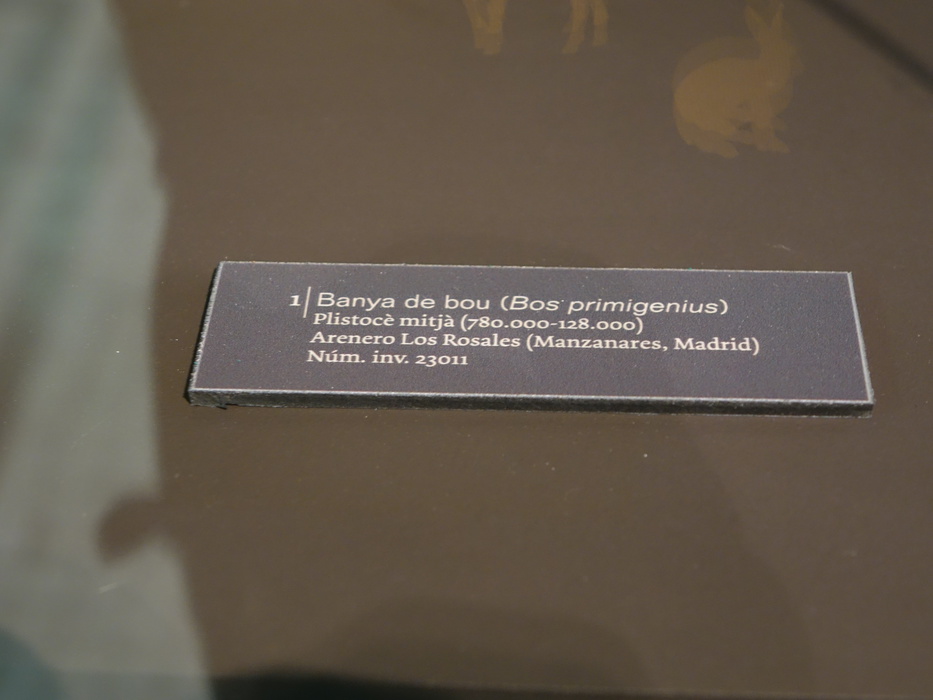 1 Banya de bou (Bos primigenius)
Plistocè mitjà (780.000-128.000)
Arenero Los Rosales (Manzanares, Madrid)
Núm. inv. 23011